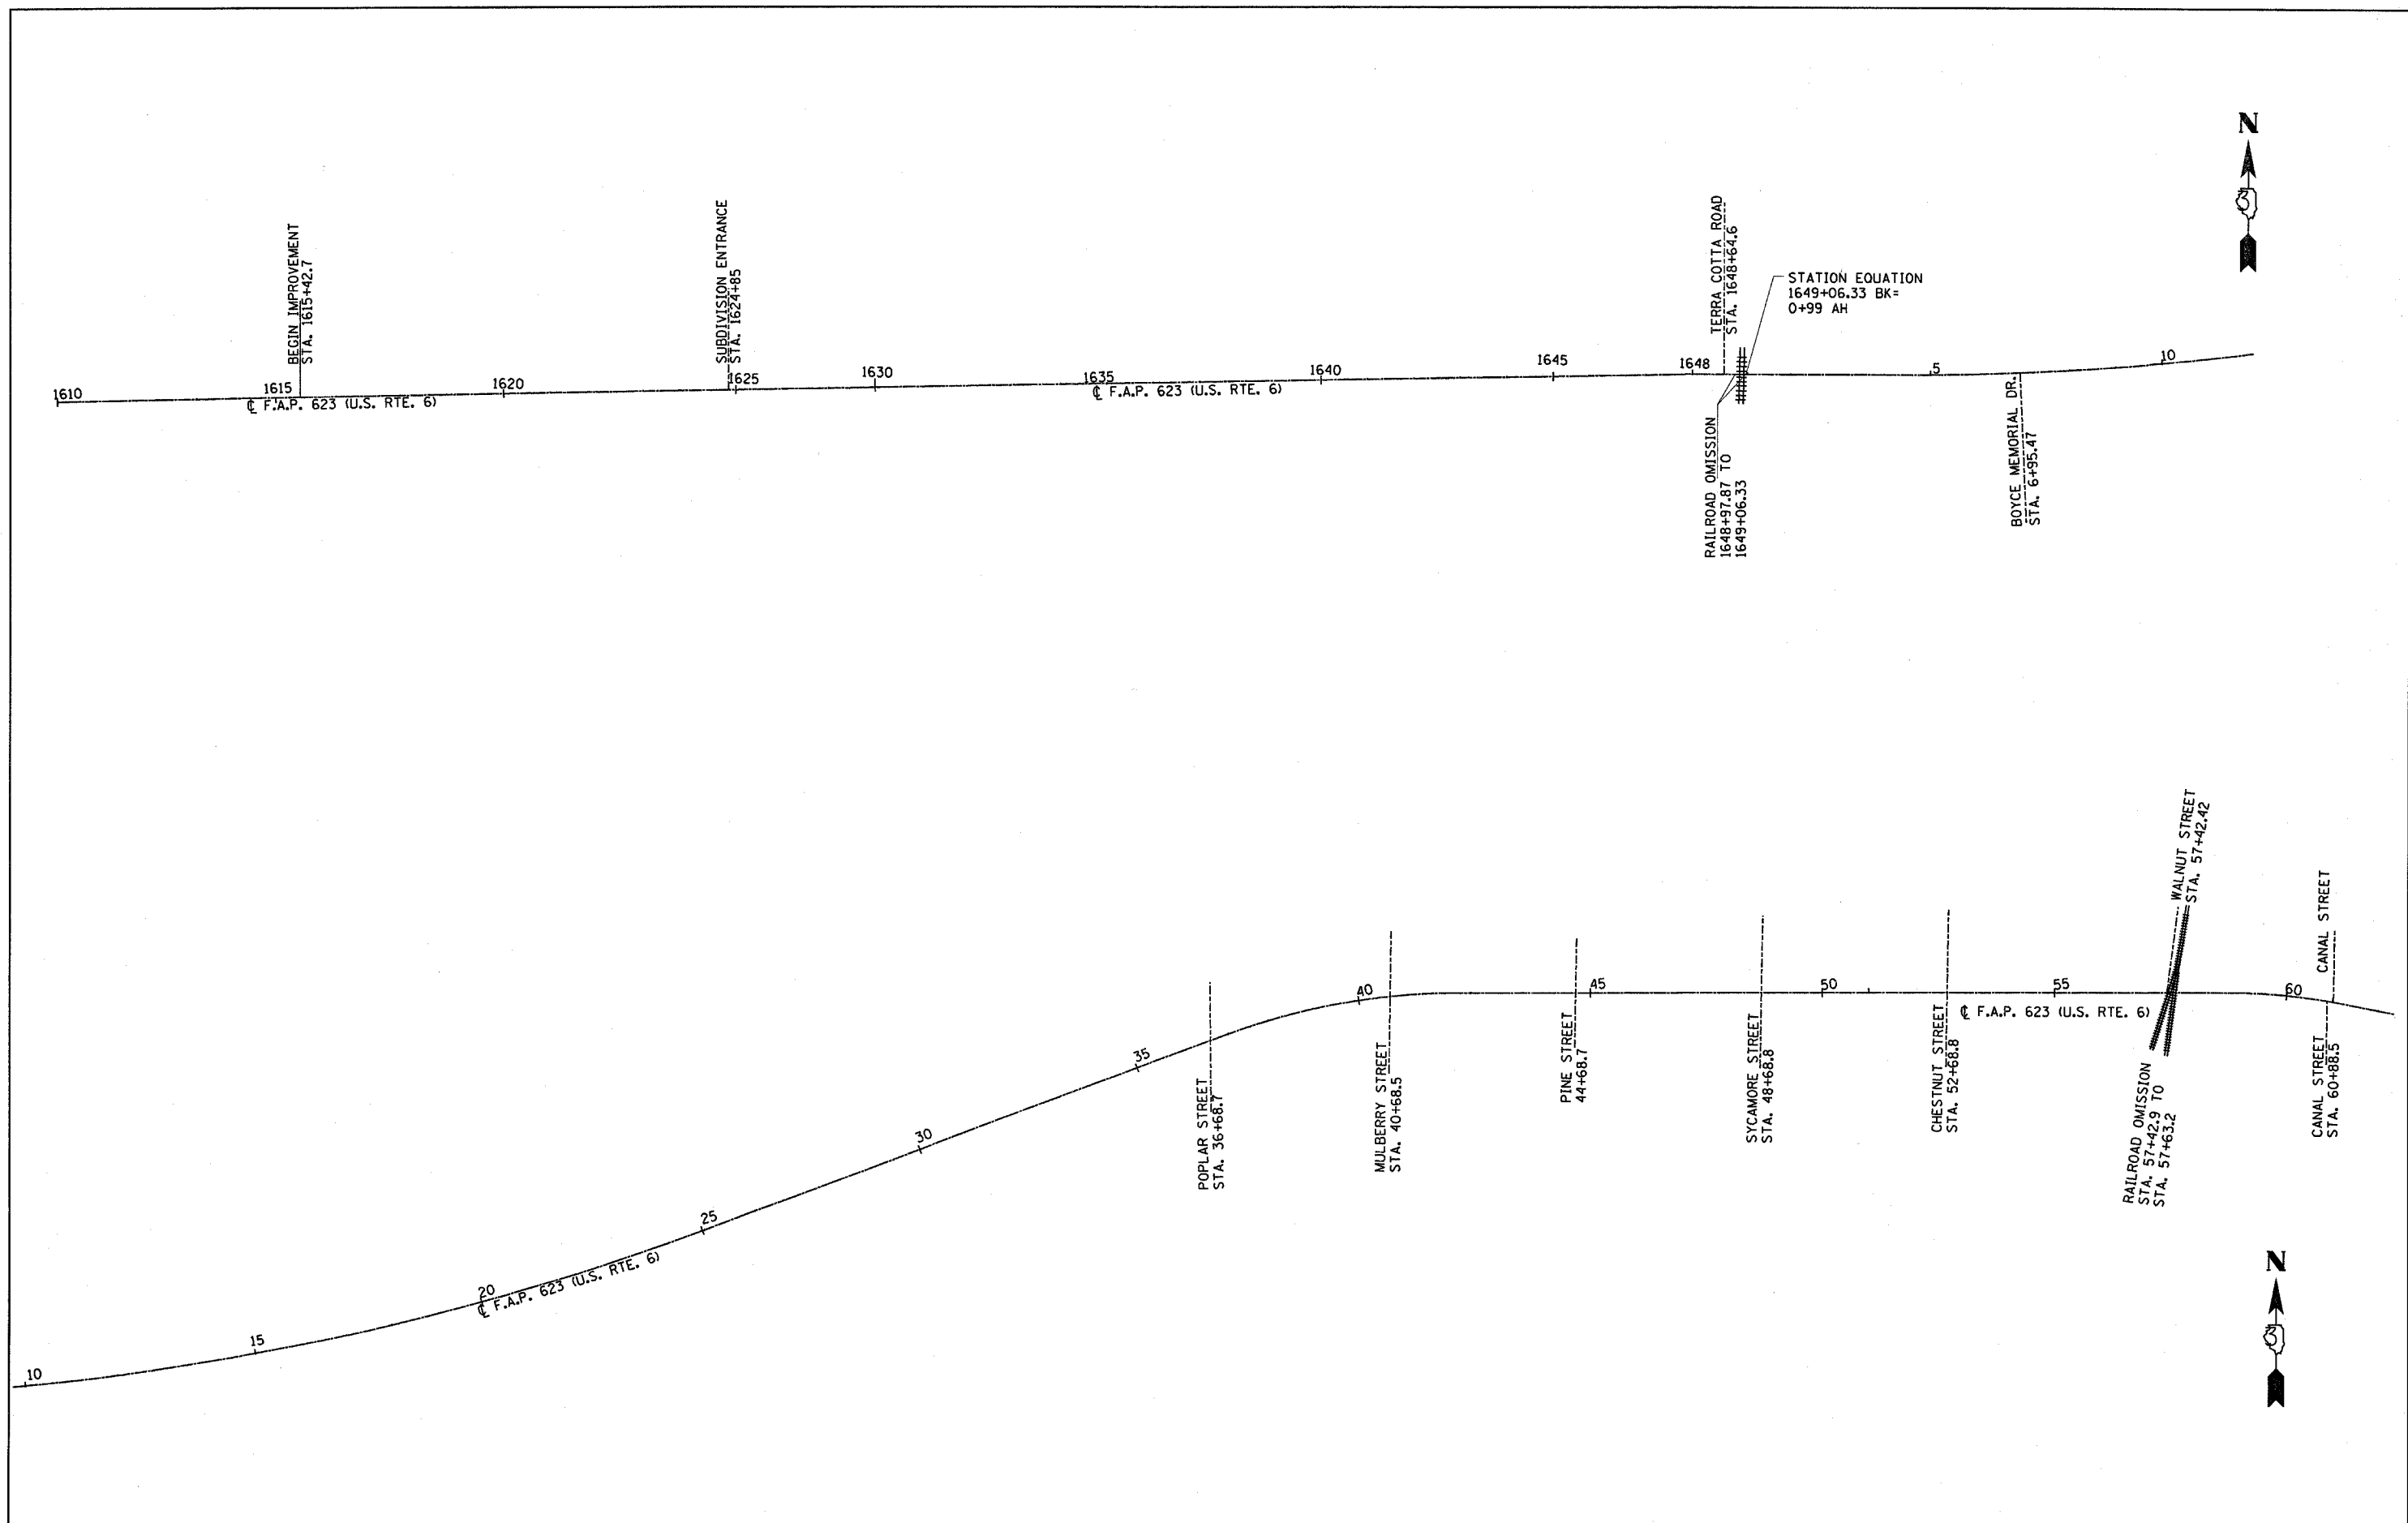 N
3
BEGIN IMPROVEMENT
STA. 1615+42.7
SUBDIVISION ENTRANCE
STA. 1624+85
TERRA COTTA ROAD
STA. 1648+64.6
STATION EQUATION
1649+06.33 BK=
0+99 AH
1610
1615
1620
1625
1630
1635
1640
1645
1648
5
10
℄ F.A.P. 623 (U.S. RTE. 6)
℄ F.A.P. 623 (U.S. RTE. 6)
RAILROAD OMISSION
1648+97.87 TO
1649+06.33
BOYCE MEMORIAL DR.
STA. 6+95.47
WALNUT STREET
STA. 57+42.42
CANAL STREET
10
15
20
25
30
35
40
45
50
55
60
℄ F.A.P. 623 (U.S. RTE. 6)
℄ F.A.P. 623 (U.S. RTE. 6)
POPLAR STREET
STA. 36+68.7
MULBERRY STREET
STA. 40+68.5
PINE STREET
44+68.7
SYCAMORE STREET
STA. 48+68.8
CHESTNUT STREET
STA. 52+68.8
RAILROAD OMISSION
STA. 57+42.9 TO
STA. 57+63.2
CANAL STREET
STA. 60+88.5
N
3